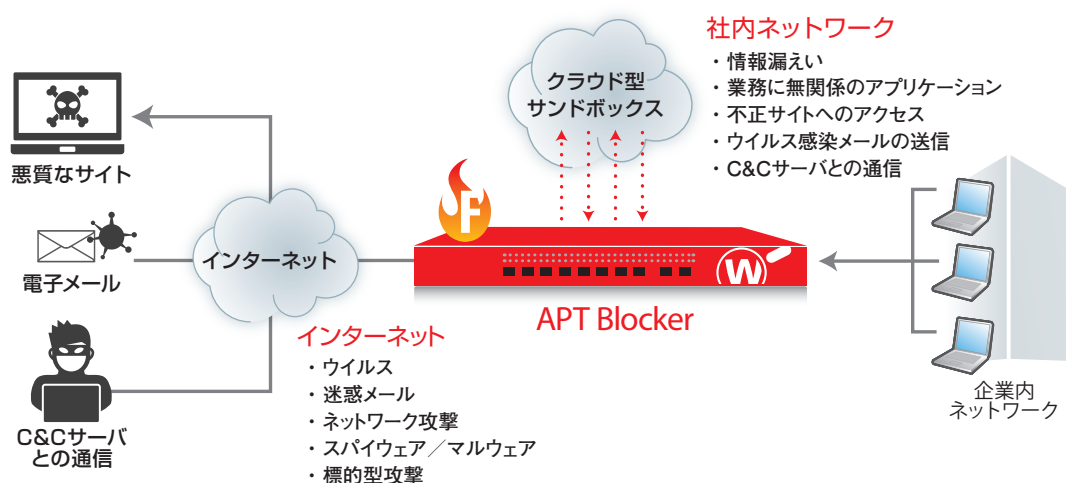 社内ネットワーク
・情報漏えい
・業務に無関係のアプリケーション
・不正サイトへのアクセス
・ウイルス感染メールの送信
・C&Cサーバとの通信
クラウド型
サンドボックス
悪質なサイト
電子メール
インターネット
C&Cサーバ
との通信
F
W
APT Blocker
インターネット
・ウイルス
・迷惑メール
・ネットワーク攻撃
・スパイウェア／マルウェア
・標的型攻撃
企業内
ネットワーク